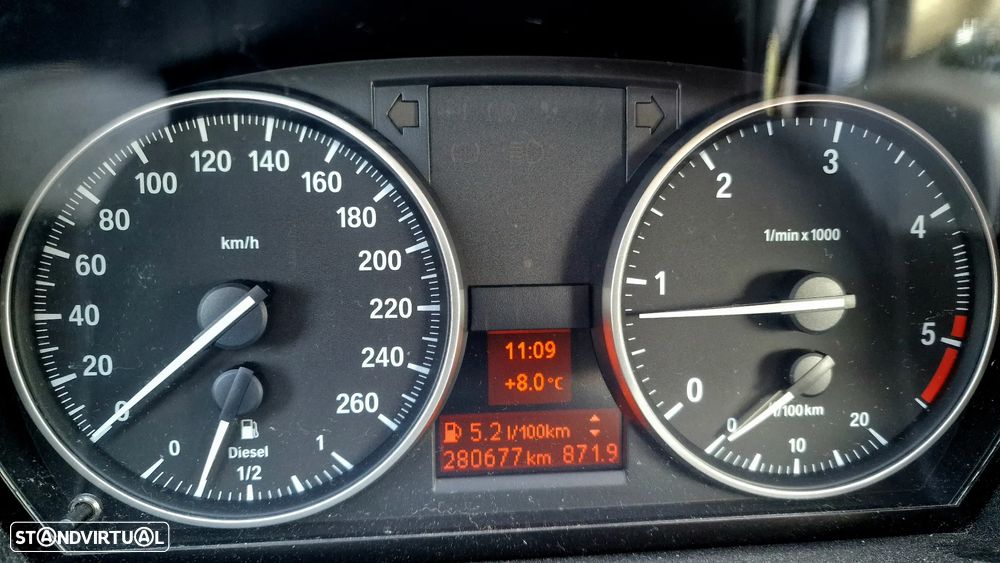 0 20 40 60 80 100 120 140 160 180 200 220 240 260
km/h
0 1/2 1
Diesel
11:09
+8.0°C
5.2 l/100km
280677 km 871.9
0 1 2 3 4 5
1/min x 1000
0 10 20
l/100km
STANDVIRTUAL